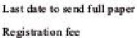 Last date to send full paper
Registration fee